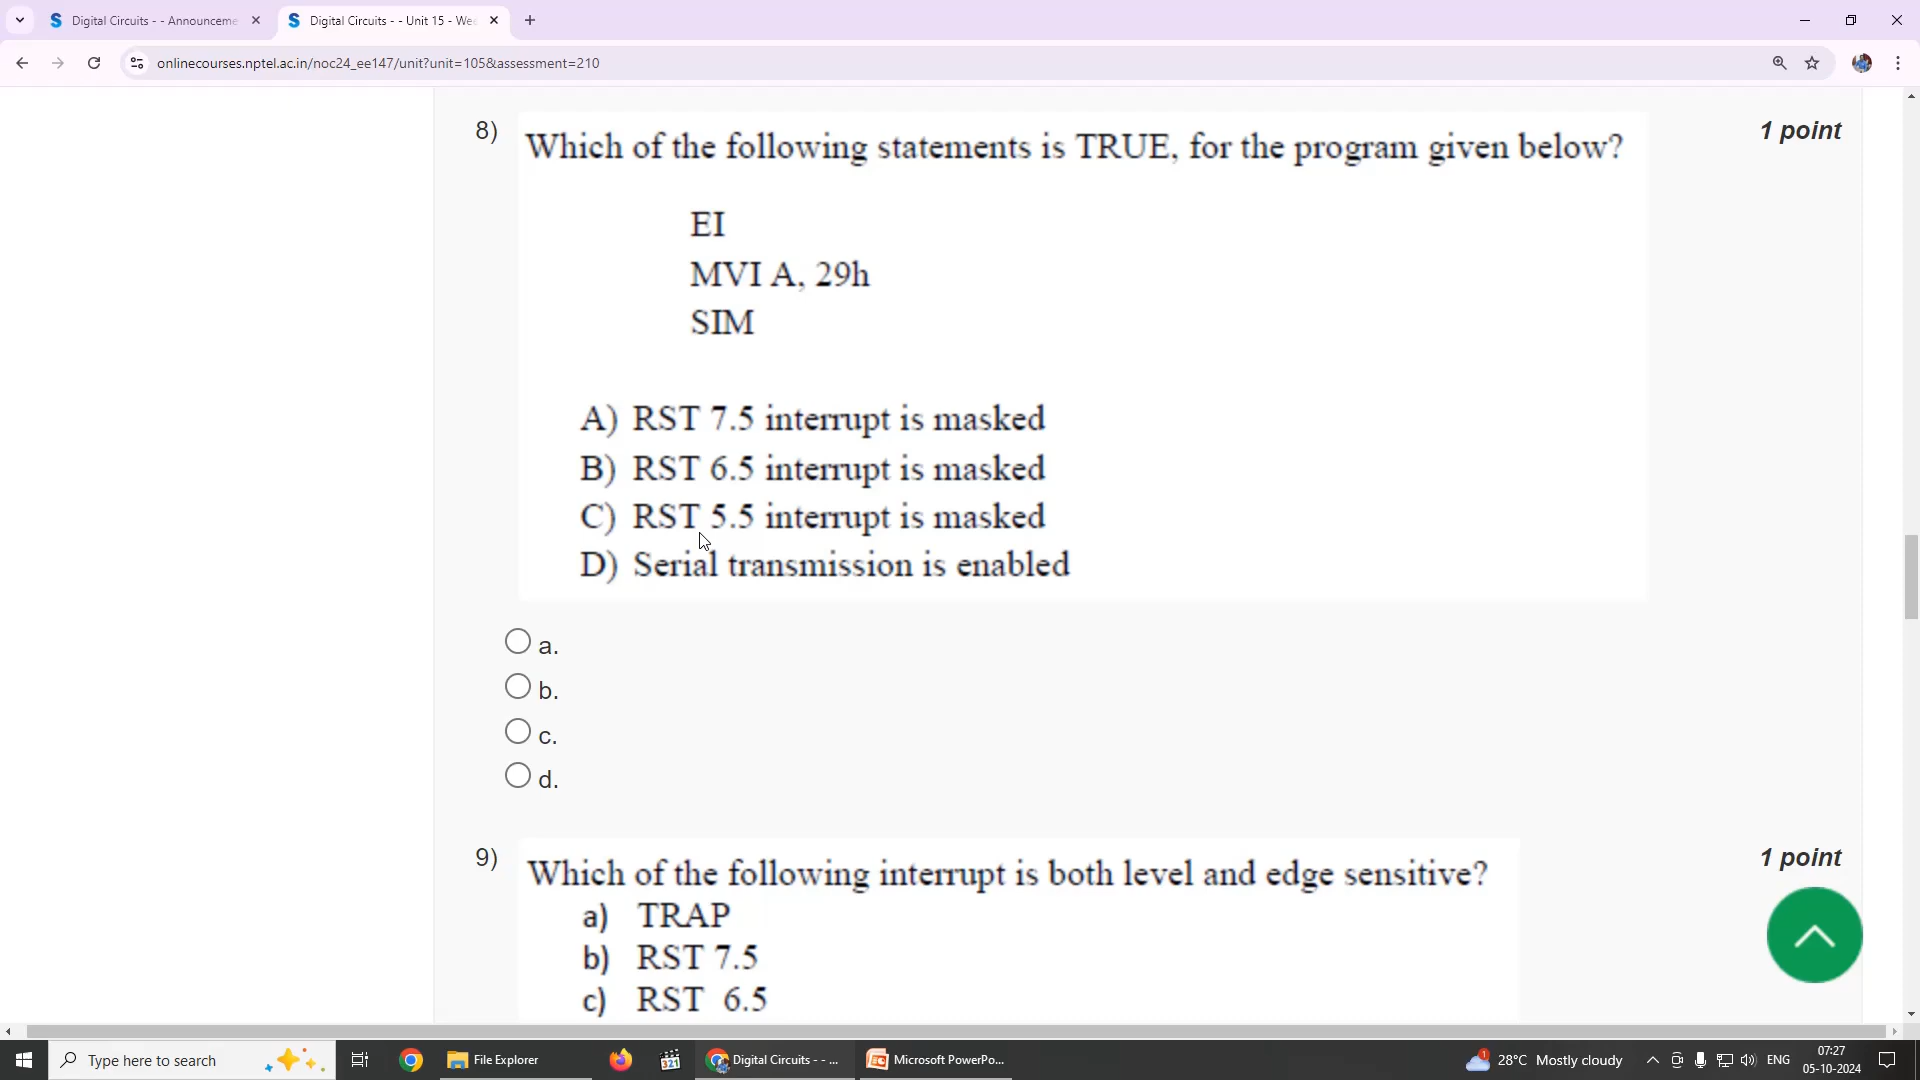 Digital Circuits - - Announceme
Digital Circuits - - Unit 15 - Wee
onlinecourses.nptel.ac.in/noc24_ee147/unit?unit=105&assessment=210
8)
Which of the following statements is TRUE, for the program given below?
1 point
EI
MVI A, 29h
SIM
A) RST 7.5 interrupt is masked
B) RST 6.5 interrupt is masked
C) RST 5.5 interrupt is masked
D) Serial transmission is enabled
a.
b.
c.
d.
9)
Which of the following interrupt is both level and edge sensitive?
1 point
a) TRAP
b) RST 7.5
c) RST 6.5
Type here to search
File Explorer
321
Digital Circuits - - ...
Microsoft PowerPo...
1
28°C Mostly cloudy
ENG
07:27
05-10-2024